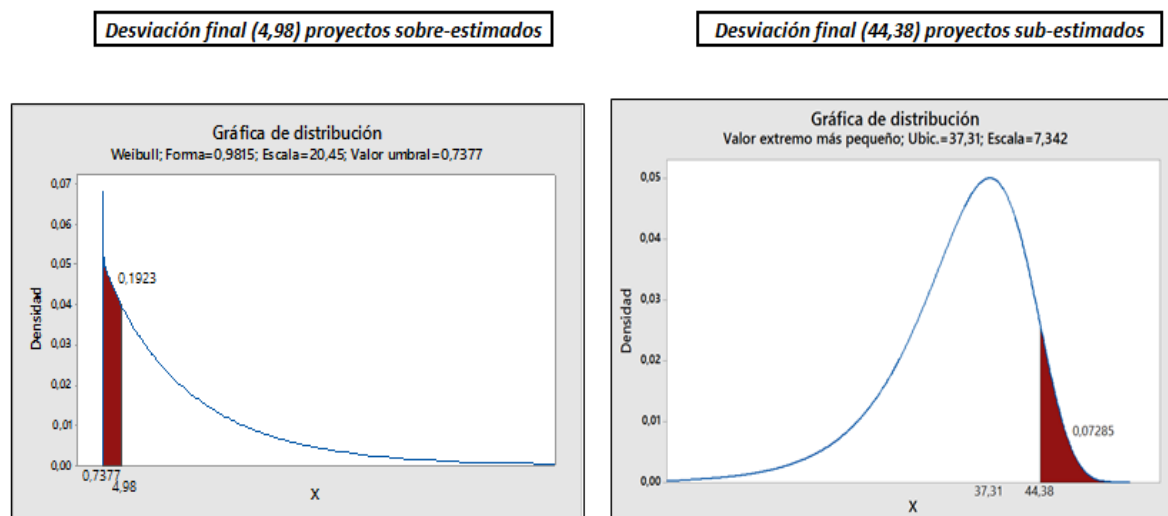 Desviación final (4,98) proyectos sobre-estimados
Gráfica de distribución
Weibull; Forma=0,9815; Escala=20,45; Valor umbral=0,7377
0,07
0,06
0,05
0,04
0,03
0,02
0,01
0,00
Densidad
0,1923
0,7377
4,98
X
Desviación final (44,38) proyectos sub-estimados
Gráfica de distribución
Valor extremo más pequeño; Ubic.=37,31; Escala=7,342
0,05
0,04
0,03
0,02
0,01
0,00
Densidad
0,07285
37,31
44,38
X